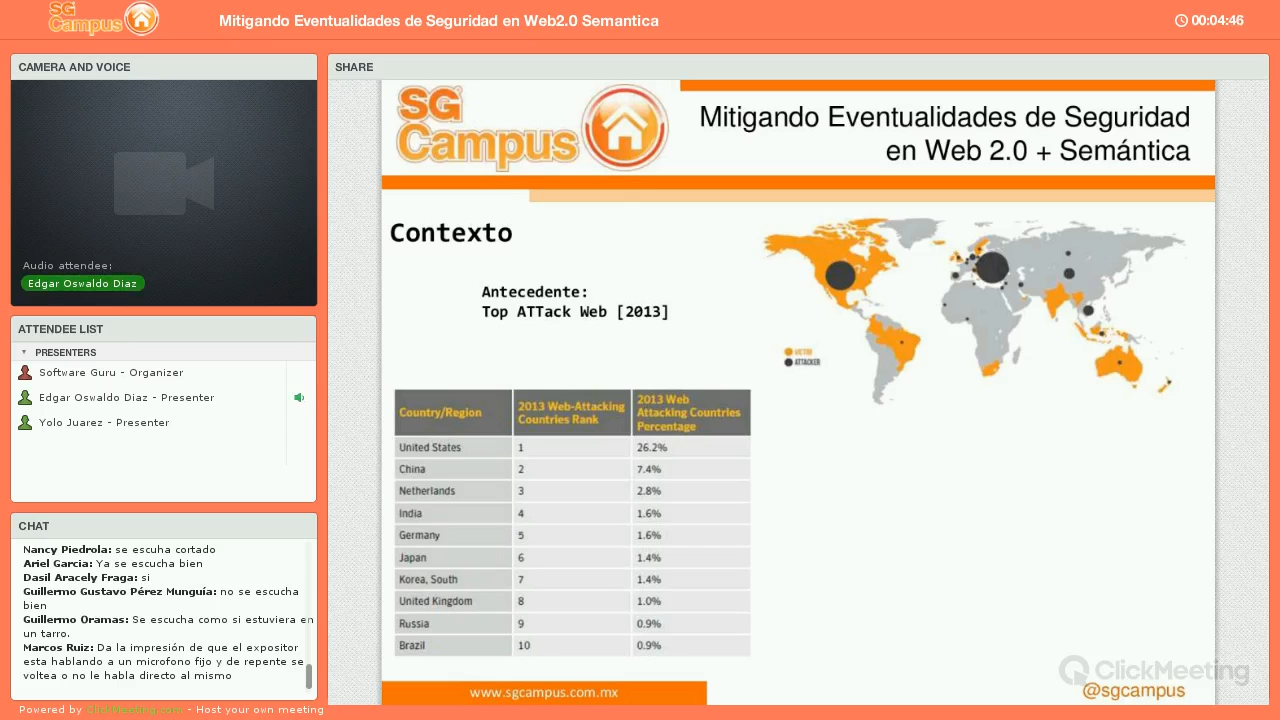 SG Campus
Mitigando Eventualidades de Seguridad en Web2.0 Semantica
00:04:46
CAMERA AND VOICE
Audio attendee:
Edgar Oswaldo Diaz
ATTENDEE LIST
PRESENTERS
Software Guru - Organizer
Edgar Oswaldo Diaz - Presenter
Yolo Juarez - Presenter
CHAT
Nancy Piedrola: se escuha cortado
Ariel Garcia: Ya se escucha bien
Dasil Aracely Fraga: si
Guillermo Gustavo Pérez Munguía: no se escucha
bien
Guillermo Oramas: Se escucha como si estuviera en
un tarro.
Marcos Ruiz: Da la impresión de que el expositor
esta hablando a un microfono fijo y de repente se
voltea o no le habla directo al mismo
Powered by ClickMeeting.com - Host your own meeting
SHARE
SG
Campus
Mitigando Eventualidades de Seguridad
en Web 2.0 + Semántica
Contexto
Antecedente:
Top ATTack Web [2013]
VICTIM
ATTACKER
Country/Region 2013 Web-Attacking Countries Rank 2013 Web Attacking Countries Percentage
United States 1 26.2%
China 2 7.4%
Netherlands 3 2.8%
India 4 1.6%
Germany 5 1.6%
Japan 6 1.4%
Korea, South 7 1.4%
United Kingdom 8 1.0%
Russia 9 0.9%
Brazil 10 0.9%
ClickMeeting
www.sgcampus.com.mx
@sgcampus